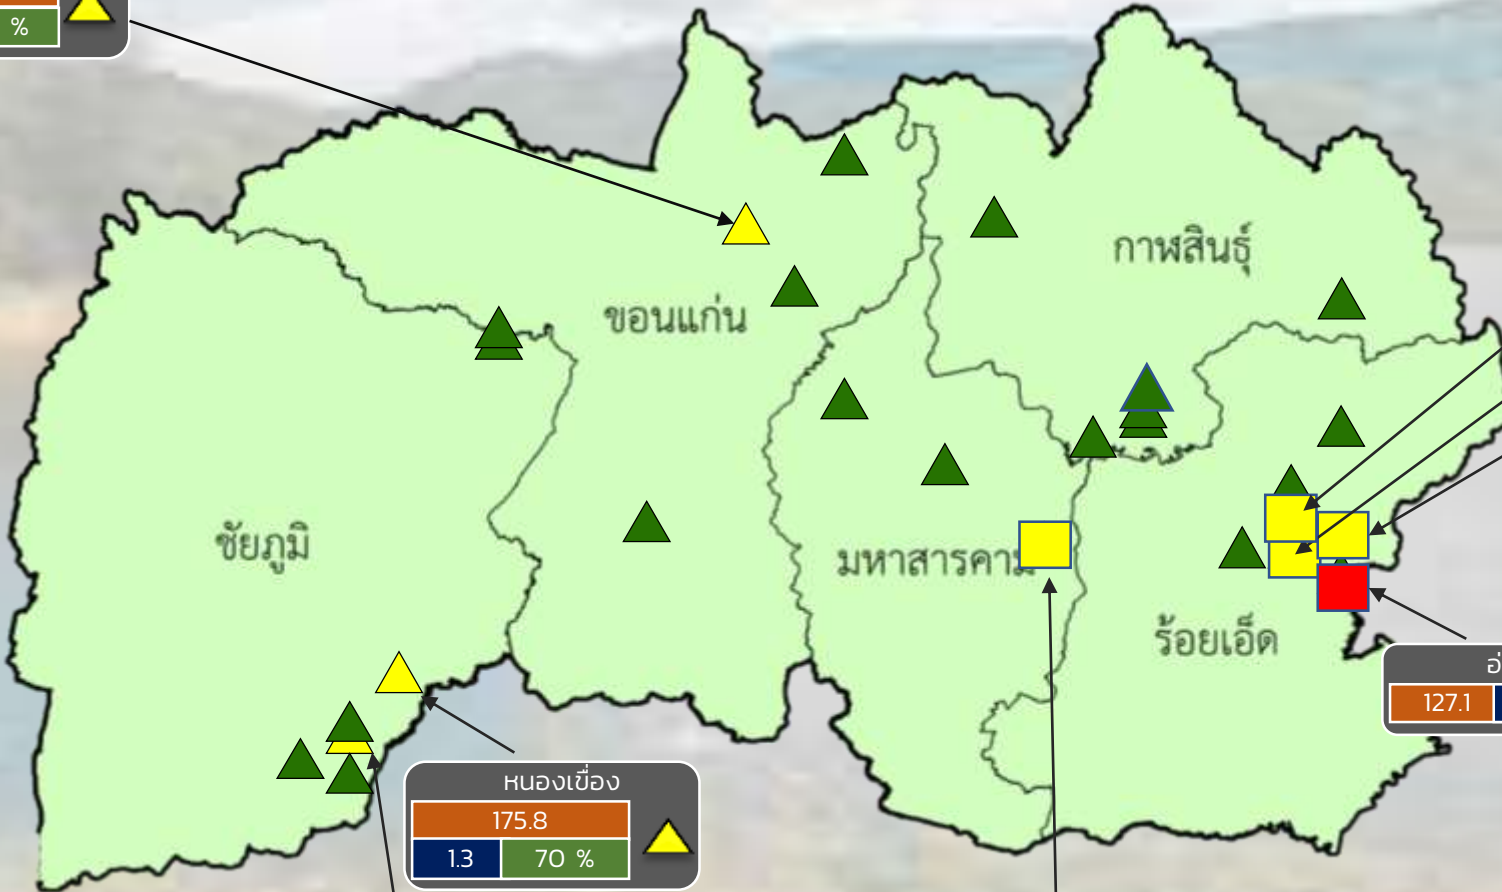 %
กาฬสินธุ์
ขอนแก่น
ชัยภูมิ
มหาสารคาม
ร้อยเอ็ด
127.1
หนองเขื่อง
175.8
1.3 70 %